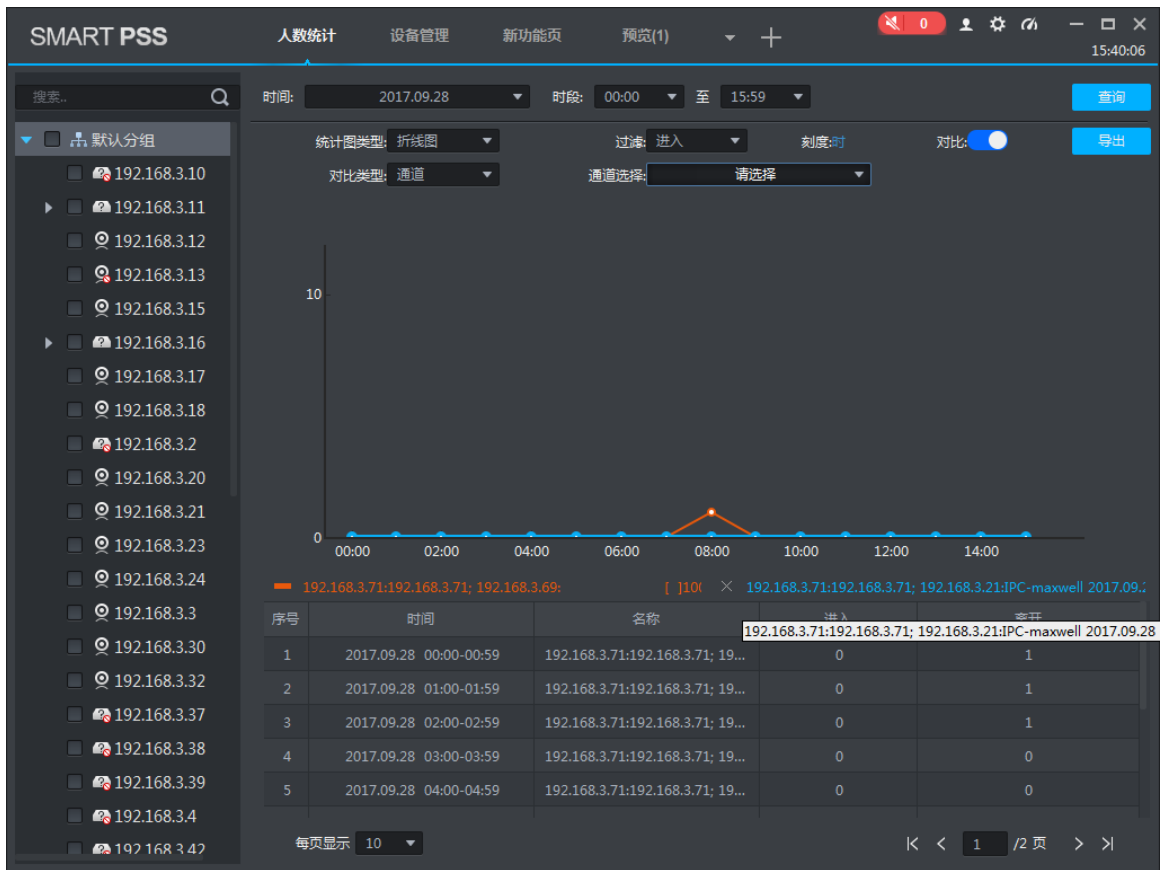 SMART PSS
人数统计 设备管理 新功能页 预览(1)
0
15:40:06
搜索..
时间: 2017.09.28 时段: 00:00 至 15:59 查询
默认分组
统计图类型: 折线图 过滤: 进入 刻度:时 对比: 导出
对比类型: 通道 通道选择: 请选择
192.168.3.10
192.168.3.11
192.168.3.12
192.168.3.13
192.168.3.15
192.168.3.16
192.168.3.17
192.168.3.18
192.168.3.2
192.168.3.20
192.168.3.21
192.168.3.23
192.168.3.24
192.168.3.3
192.168.3.30
192.168.3.32
192.168.3.37
192.168.3.38
192.168.3.39
192.168.3.4
192.168.3.42
10
0
00:00 02:00 04:00 06:00 08:00 10:00 12:00 14:00
192.168.3.71:192.168.3.71; 192.168.3.69: [ ]10( 192.168.3.71:192.168.3.71; 192.168.3.21:IPC-maxwell 2017.09.
序号 时间 名称 进入 离开
192.168.3.71:192.168.3.71; 192.168.3.21:IPC-maxwell 2017.09.28
1 2017.09.28 00:00-00:59 192.168.3.71:192.168.3.71; 19... 0 1
2 2017.09.28 01:00-01:59 192.168.3.71:192.168.3.71; 19... 0 1
3 2017.09.28 02:00-02:59 192.168.3.71:192.168.3.71; 19... 0 1
4 2017.09.28 03:00-03:59 192.168.3.71:192.168.3.71; 19... 0 0
5 2017.09.28 04:00-04:59 192.168.3.71:192.168.3.71; 19... 0 0
每页显示 10 1 /2 页